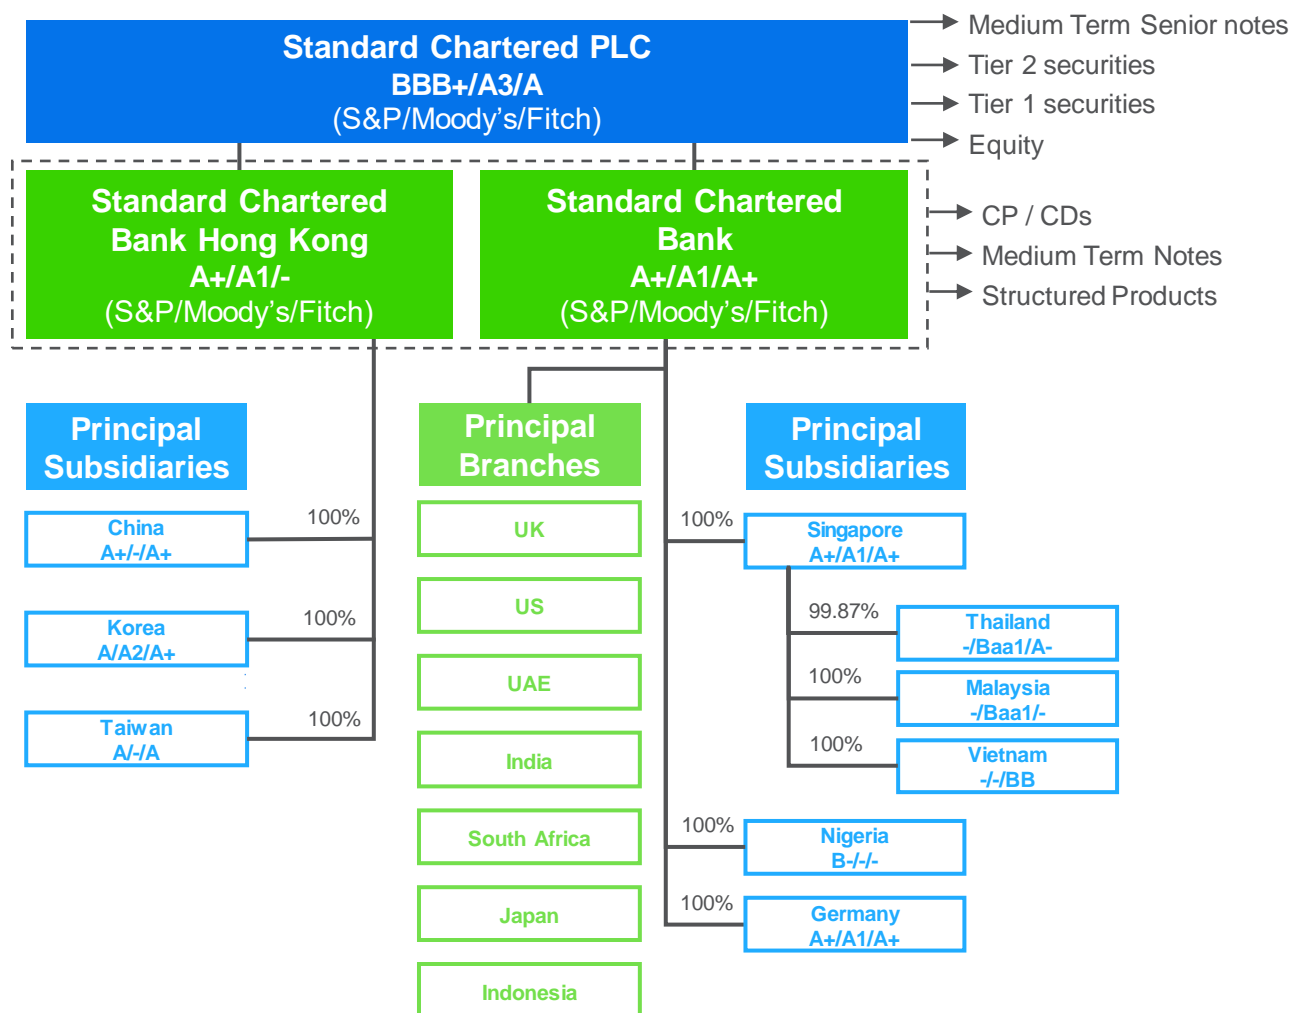 Standard Chartered PLC
BBB+/A3/A
(S&P/Moody's/Fitch)
Medium Term Senior notes
Tier 2 securities
Tier 1 securities
Equity
Standard Chartered
Bank Hong Kong
A+/A1/-
(S&P/Moody's/Fitch)
Standard Chartered
Bank
A+/A1/A+
(S&P/Moody's/Fitch)
CP / CDs
Medium Term Notes
Structured Products
Principal
Subsidiaries
100%
China
A+/-/A+
100%
Korea
A/A2/A+
100%
Taiwan
A/-/A
Principal
Branches
UK
US
UAE
India
South Africa
Japan
Indonesia
Principal
Subsidiaries
100%
Singapore
A+/A1/A+
99.87%
Thailand
-/Baa1/A-
100%
Malaysia
-/Baa1/-
100%
Vietnam
-/-/BB
100%
Nigeria
B-/-/-
100%
Germany
A+/A1/A+